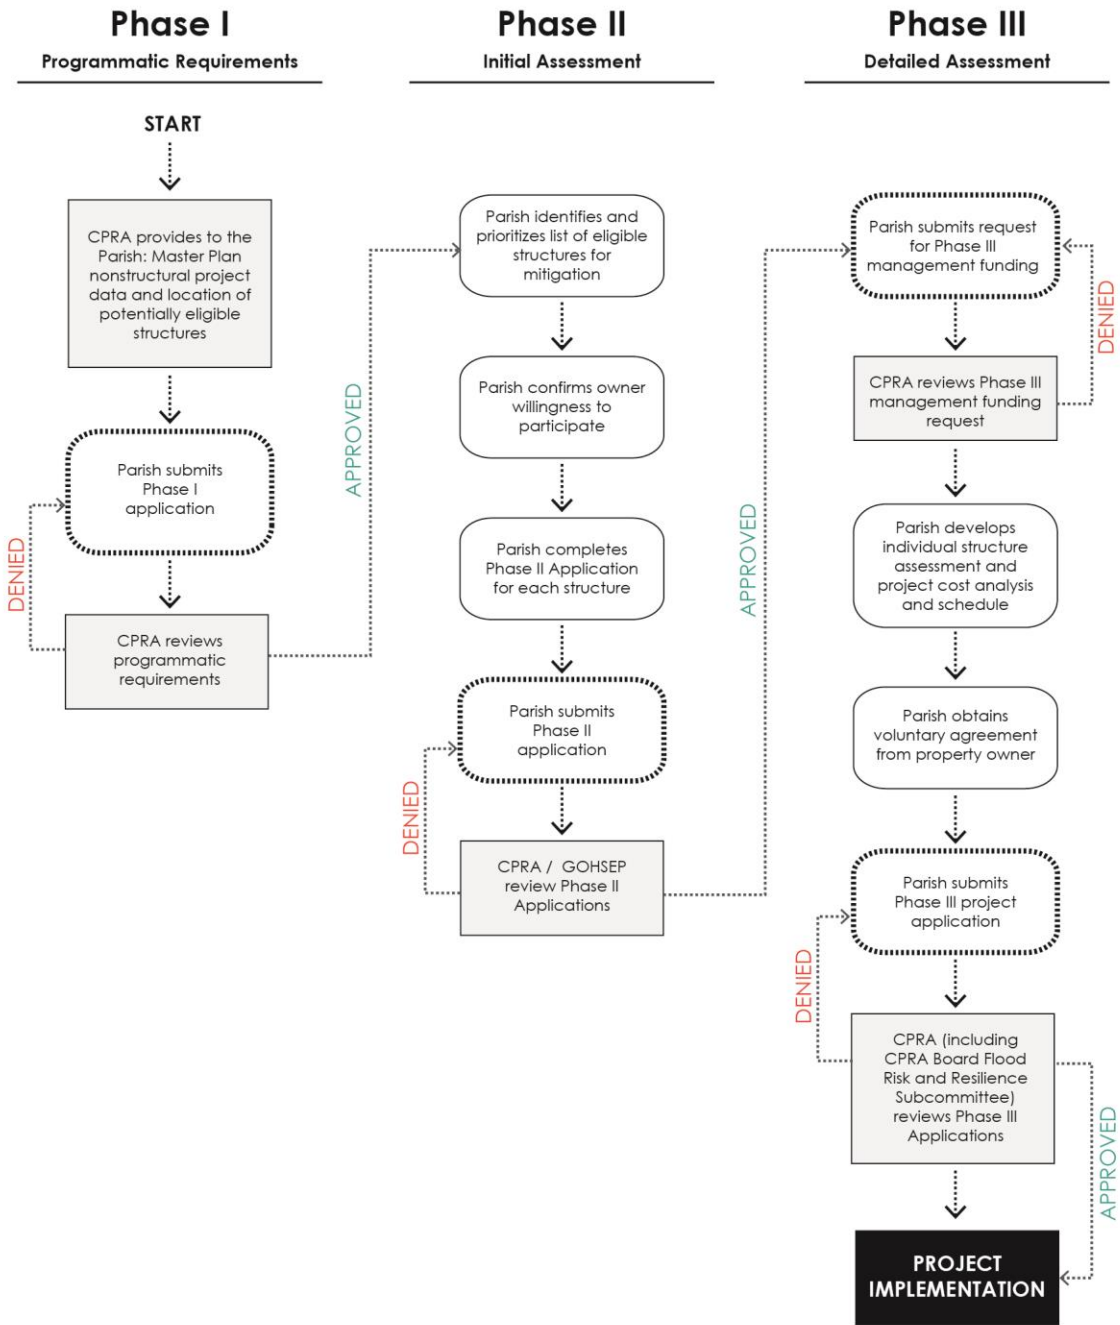 Phase I
Programmatic Requirements
START
CPRA provides to the
Parish: Master Plan
nonstructural project
data and location of
potentially eligible
structures
Parish submits
Phase I
application
DENIED
CPRA reviews
programmatic
requirements
APPROVED
Phase II
Initial Assessment
Parish identifies and
prioritizes list of eligible
structures for
mitigation
Parish confirms owner
willingness to
participate
Parish completes
Phase II Application
for each structure
Parish submits
Phase II
application
DENIED
CPRA / GOHSEP
review Phase II
Applications
APPROVED
Phase III
Detailed Assessment
Parish submits request
for Phase III
management funding
DENIED
CPRA reviews Phase III
management funding
request
Parish develops
individual structure
assessment and
project cost analysis
and schedule
Parish obtains
voluntary agreement
from property owner
Parish submits
Phase III project
application
DENIED
CPRA (including
CPRA Board Flood
Risk and Resilience
Subcommittee)
reviews Phase III
Applications
APPROVED
PROJECT
IMPLEMENTATION